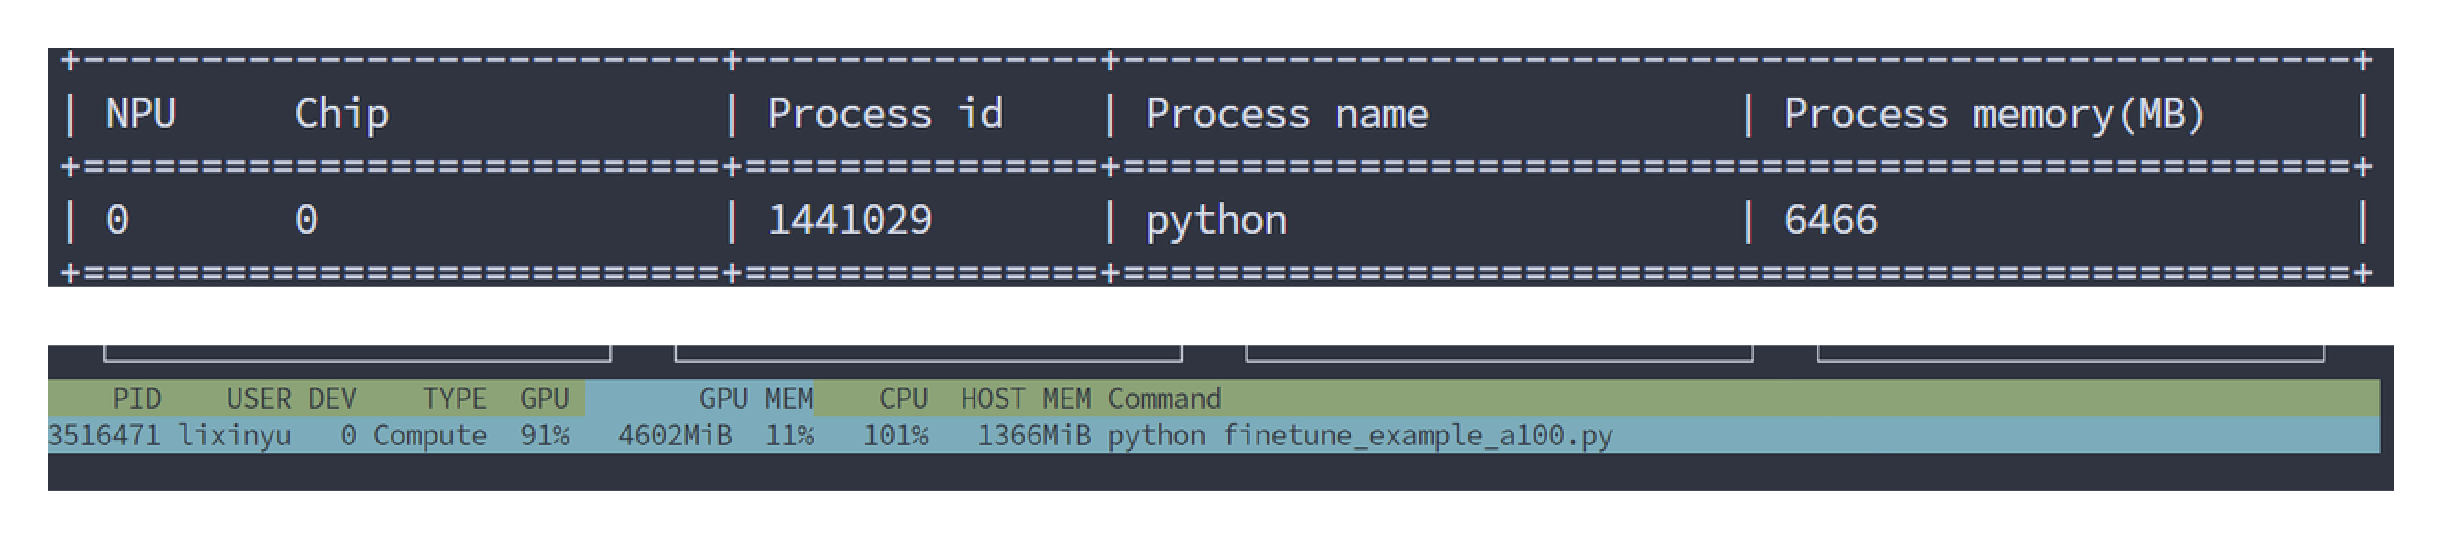 +---------------------------+---------------+----------------------------------------------------+
| NPU     Chip              | Process id    | Process name             | Process memory(MB)      |
+===========================+===============+====================================================+
| 0       0                 | 1441029       | python                   | 6466                    |
+===========================+===============+====================================================+
PID USER DEV TYPE GPU GPU MEM CPU HOST MEM Command
3516471 lixinyu 0 Compute 91% 4602MiB 11% 101% 1366MiB python finetune_example_a100.py